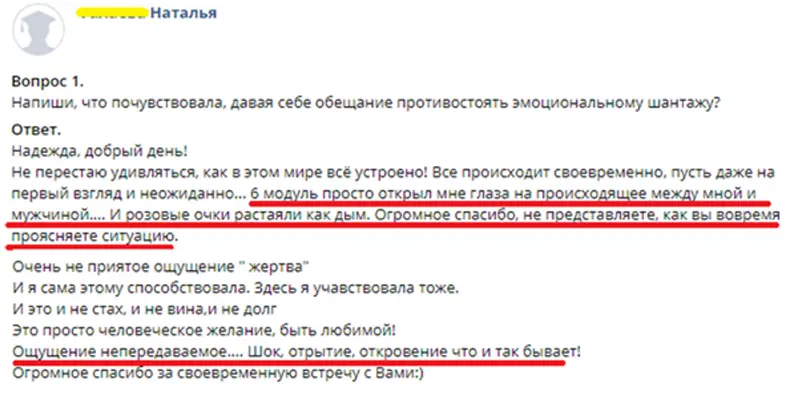 Наталья
Вопрос 1.
Напиши, что почувствовала, давая себе обещание противостоять эмоциональному шантажу?
Ответ.
Надежда, добрый день!
Не перестаю удивляться, как в этом мире всё устроено! Все происходит своевременно, пусть даже на
первый взгляд и неожиданно... 6 модуль просто открыл мне глаза на происходящее между мной и
мужчиной.... И розовые очки растаяли как дым. Огромное спасибо, не представляете, как вы вовремя
проясняете ситуацию.
Очень не приятое ощущение " жертва"
И я сама этому способствовала. Здесь я учавствовала тоже.
И это и не стах, и не вина,и не долг
Это просто человеческое желание, быть любимой!
Ощущение непередаваемое.... Шок, отрытие, откровение что и так бывает!
Огромное спасибо за своевременную встречу с Вами:)